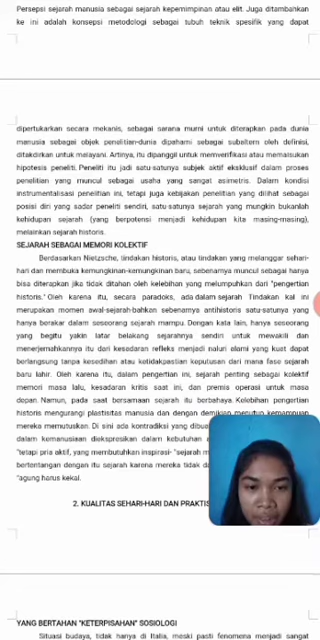 Persepsi sejarah manusia sebagai sejarah kepemimpinan atau elit. Juga ditambahkan
ke ini adalah konsepsi metodologi sebagai tubuh teknik spesifik yang dapat
dipertukarkan secara mekanis, sebagai sarana murni untuk diterapkan pada dunia
manusia sebagai objek penelitian-dunia dipahami sebagai subaltern oleh definisi,
ditakdirkan untuk melayani. Artinya, itu dipanggil untuk memverifikasi atau memalsukan
hipotesis peneliti. Peneliti itu jadi satu-satunya subjek aktif eksklusif dalam proses
penelitian yang muncul sebagai usaha yang sangat asimetris. Dalam kondisi
instrumentalisasi penelitian ini, tetapi juga kebijakan penelitian yang dilihat sebagai
posisi diri yang sadar peneliti sendiri, satu-satunya sejarah yang mungkin bukanlah
kehidupan sejarah (yang berpotensi menjadi kehidupan kita masing-masing),
melainkan sejarah historis.
SEJARAH SEBAGAI MEMORI KOLEKTIF
Berdasarkan Nietzsche, tindakan historis, atau tindakan yang melanggar sehari-
hari dan membuka kemungkinan-kemungkinan baru, sebenarnya muncul sebagai hanya
bisa diterapkan jika tidak ditahan oleh kelebihan yang melumpuhkan dari "pengertian
historis." Oleh karena itu, secara paradoks, ada dalam sejarah Tindakan kal ini
merupakan momen awal-sejarah-bahkan sebenarnya antihistoris satu-satunya yang
hanya berakar dalam seseorang sejarah mampu. Dengan kata lain, hanya seseorang
yang begitu yakin latar belakang sejarahnya sendiri untuk mewakili dan
menerjemahkannya itu dari kesadaran refleks menjadi naluri alami yang kuat dapat
berlangsung tanpa kesedihan atau ketidakpastian keputusan dari mana fase sejarah
baru lahir. Oleh karena itu, dalam pengertian ini, sejarah penting sebagai kolektif
memori masa lalu, kesadaran kritis saat ini, dan premis operasi untuk masa
depan. Namun, pada saat bersamaan sejarah itu berbahaya. Kelebihan pengertian
historis mengurangi plastisitas manusia dan dengan demikian menutup kemampuan
mereka memutuskan. Di sini ada kontradiksi yang dibua
dalam kemanusiaan diekspresikan dalam kebutuhan a
"tetapi pria aktif, yang membutuhkan inspirasi- "sejarah m
bertentangan dengan itu sejarah karena mereka tidak da
"agung harus kekal.
2. KUALITAS SEHARI-HARI DAN PRAKTIS
YANG BERTAHAN "KETERPISAHAN" SOSIOLOGI
Situasi budaya, tidak hanya di Italia, meski pasti fenomena menjadi sangat